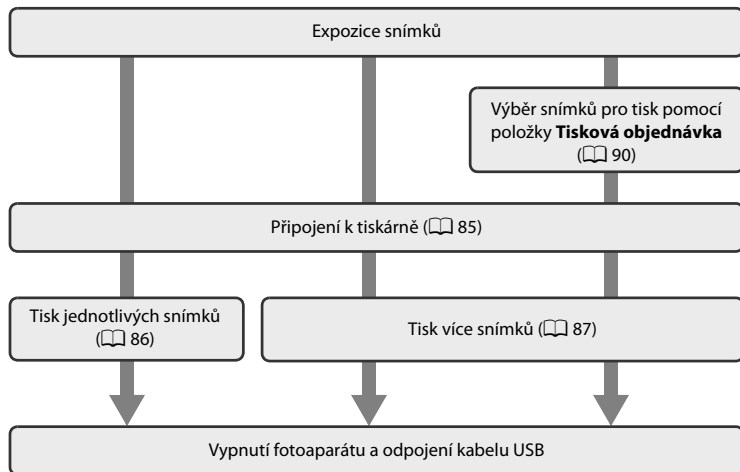 Expozice snímků
Výběr snímků pro tisk pomocí
položky Tisková objednávka
(📖 90)
Připojení k tiskárně (📖 85)
Tisk jednotlivých snímků
(📖 86)
Tisk více snímků (📖 87)
Vypnutí fotoaparátu a odpojení kabelu USB